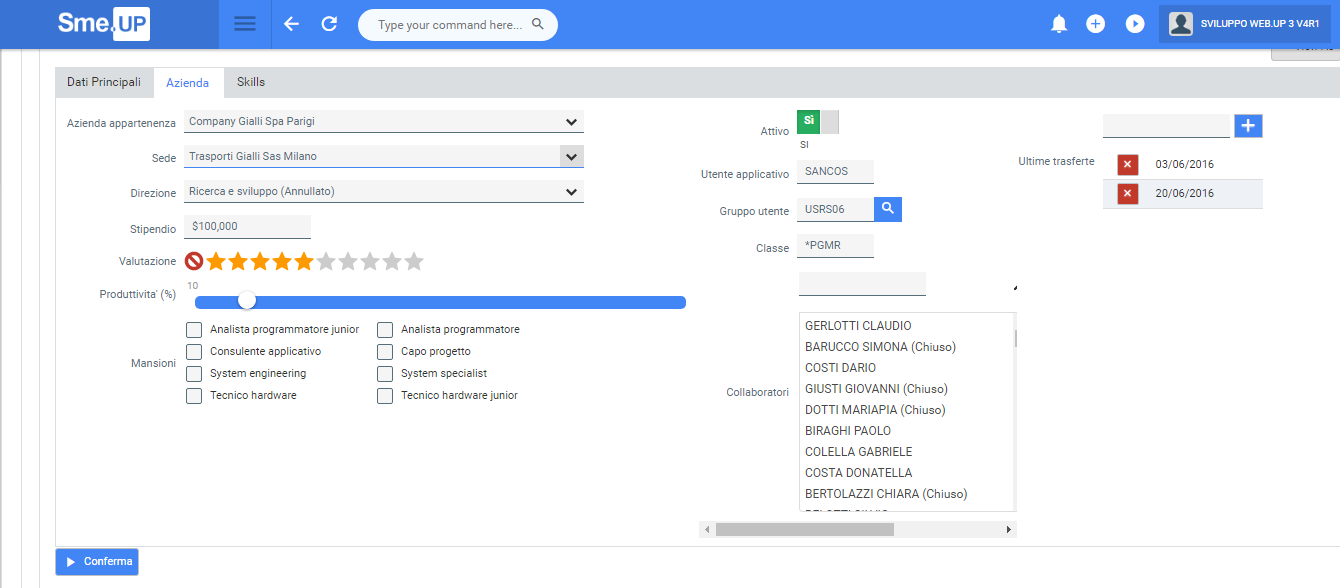 Sme.UP
Type your command here...
SVILUPPO WEB.UP 3 V4R1
Dati Principali
Azienda
Skills
Azienda appartenenza
Company Gialli Spa Parigi
Sede
Trasporti Gialli Sas Milano
Direzione
Ricerca e sviluppo (Annullato)
Stipendio
$100,000
Valutazione
Produttivita' (%)
10
Mansioni
Analista programmatore junior
Analista programmatore
Consulente applicativo
Capo progetto
System engineering
System specialist
Tecnico hardware
Tecnico hardware junior
Attivo
Sì
SI
Utente applicativo
SANCOS
Gruppo utente
USRS06
Classe
*PGMR
Collaboratori
GERLOTTI CLAUDIO
BARUCCO SIMONA (Chiuso)
COSTI DARIO
GIUSTI GIOVANNI (Chiuso)
DOTTI MARIAPIA (Chiuso)
BIRAGHI PAOLO
COLELLA GABRIELE
COSTA DONATELLA
BERTOLAZZI CHIARA (Chiuso)
Ultime trasferte
03/06/2016
20/06/2016
Conferma